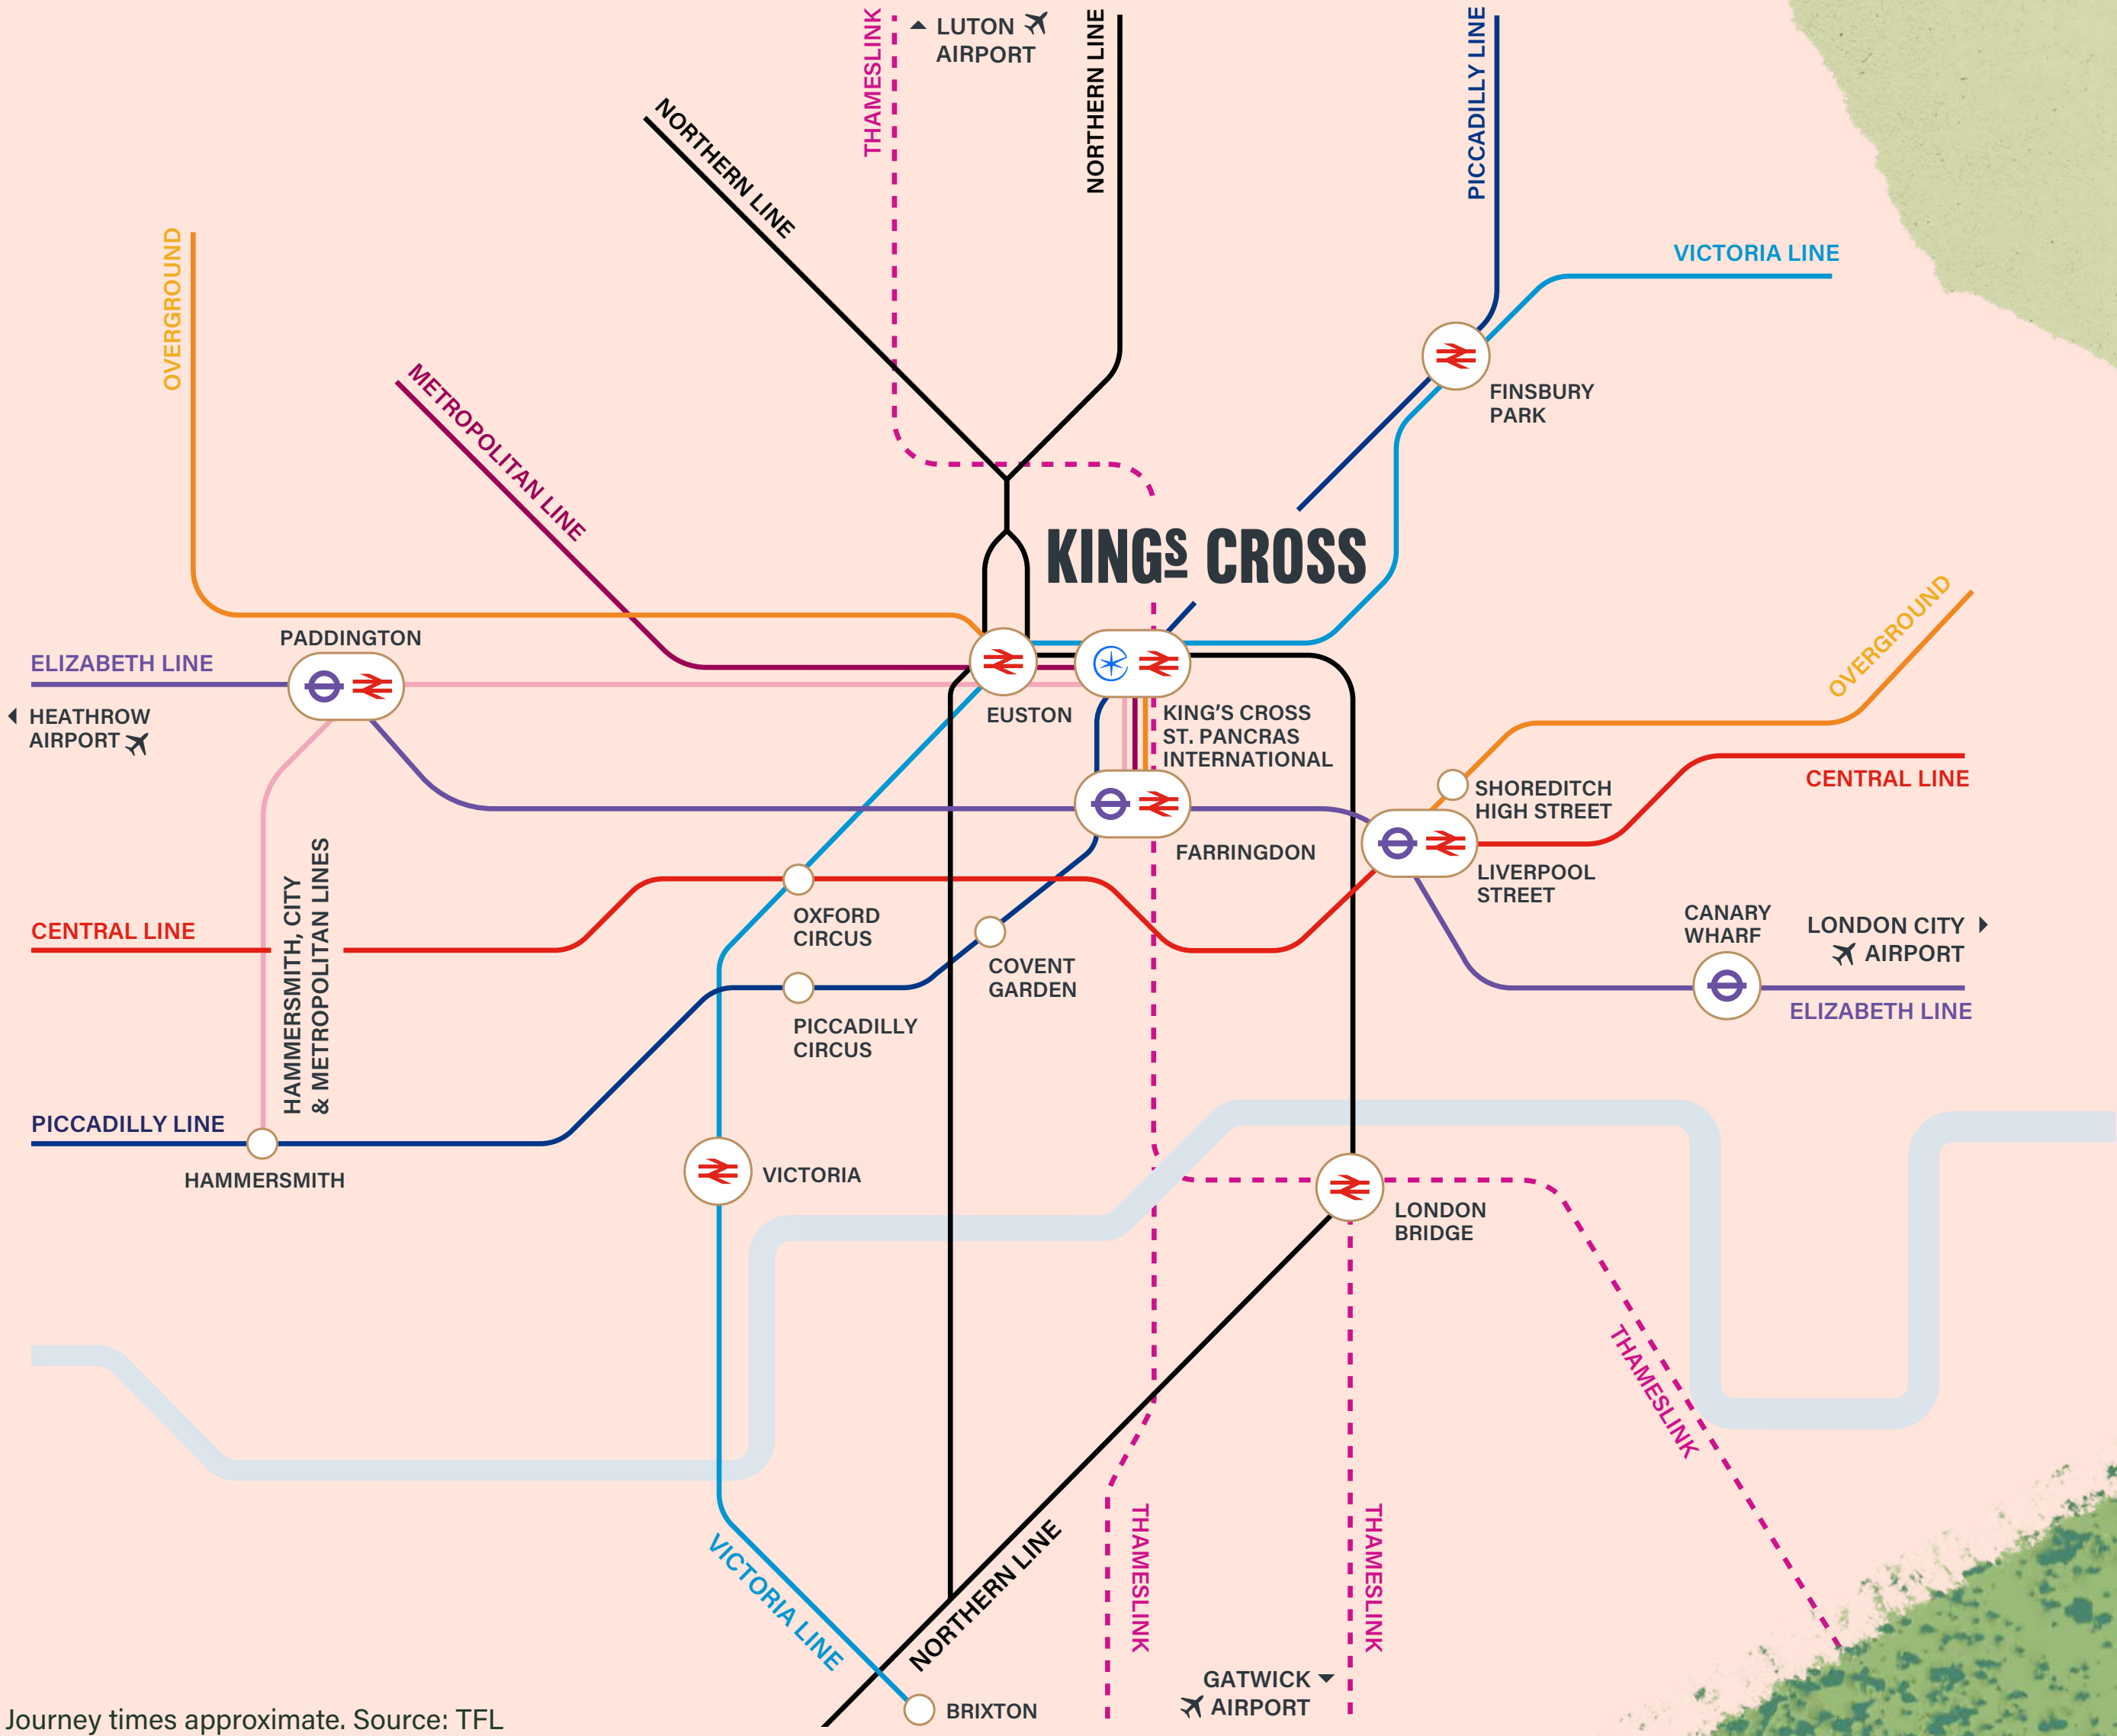 THAMESLINK
LUTON
AIRPORT
NORTHERN LINE
PICCADILLY LINE
NORTHERN LINE
OVERGROUND
VICTORIA LINE
METROPOLITAN LINE
FINSBURY
PARK
KINGS CROSS
OVERGROUND
PADDINGTON
ELIZABETH LINE
HEATHROW
AIRPORT
EUSTON
KING'S CROSS
ST. PANCRAS
INTERNATIONAL
SHOREDITCH
HIGH STREET
CENTRAL LINE
FARRINGDON
LIVERPOOL
STREET
HAMMERSMITH, CITY
& METROPOLITAN LINES
CENTRAL LINE
OXFORD
CIRCUS
COVENT
GARDEN
CANARY
WHARF
LONDON CITY
AIRPORT
ELIZABETH LINE
PICCADILLY
CIRCUS
PICCADILLY LINE
HAMMERSMITH
VICTORIA
LONDON
BRIDGE
THAMESLINK
VICTORIA LINE
NORTHERN LINE
THAMESLINK
THAMESLINK
GATWICK
AIRPORT
BRIXTON
Journey times approximate. Source: TFL